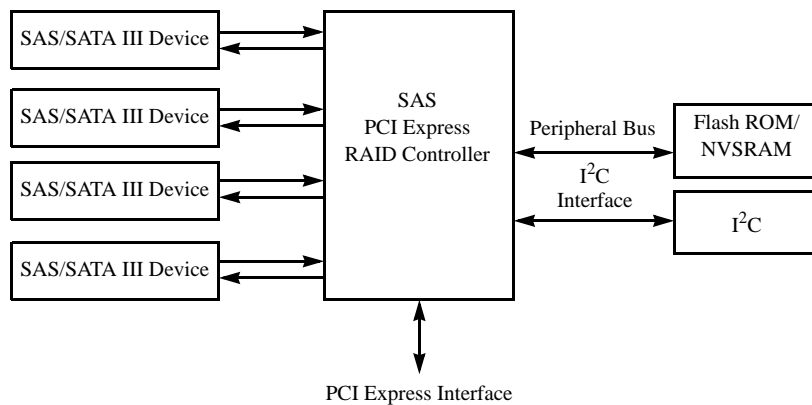 SAS/SATA III Device
SAS/SATA III Device
SAS/SATA III Device
SAS/SATA III Device
SAS
PCI Express
RAID Controller
Peripheral Bus
I²C
Interface
Flash ROM/
NVSRAM
I²C
PCI Express Interface